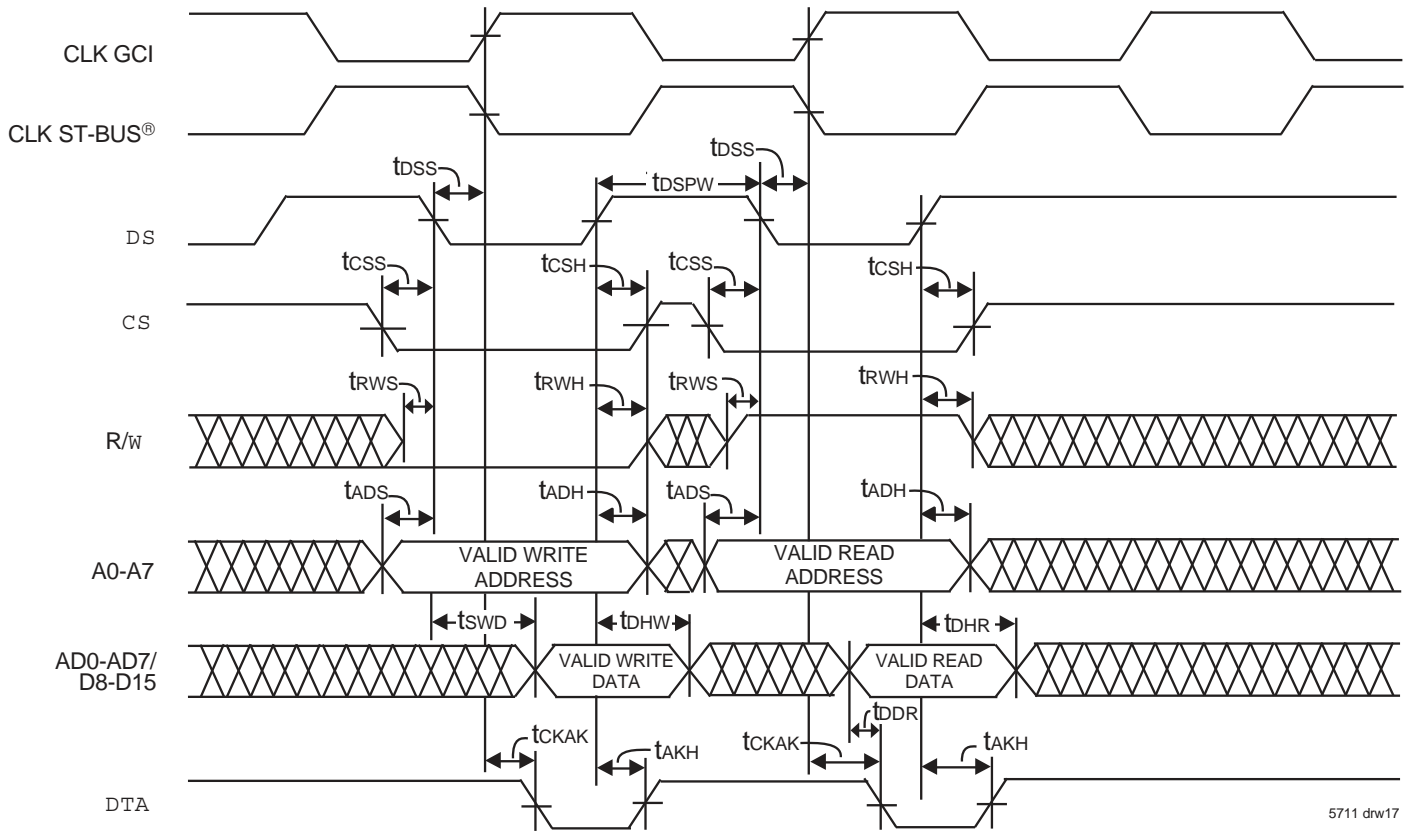 CLK GCI
CLK ST-BUS®
tDSS
tDSS
tDSPW
DS
tCSS
tCSH
tCSS
tCSH
CS
tRWS
tRWH
tRWS
tRWH
R/W
tADS
tADH
tADS
tADH
A0-A7
VALID WRITE
ADDRESS
VALID READ
ADDRESS
tSWD
tDHW
tDHR
AD0-AD7/
D8-D15
VALID WRITE
DATA
VALID READ
DATA
tDDR
tCKAK
tAKH
tCKAK
tAKH
DTA
5711 drw17